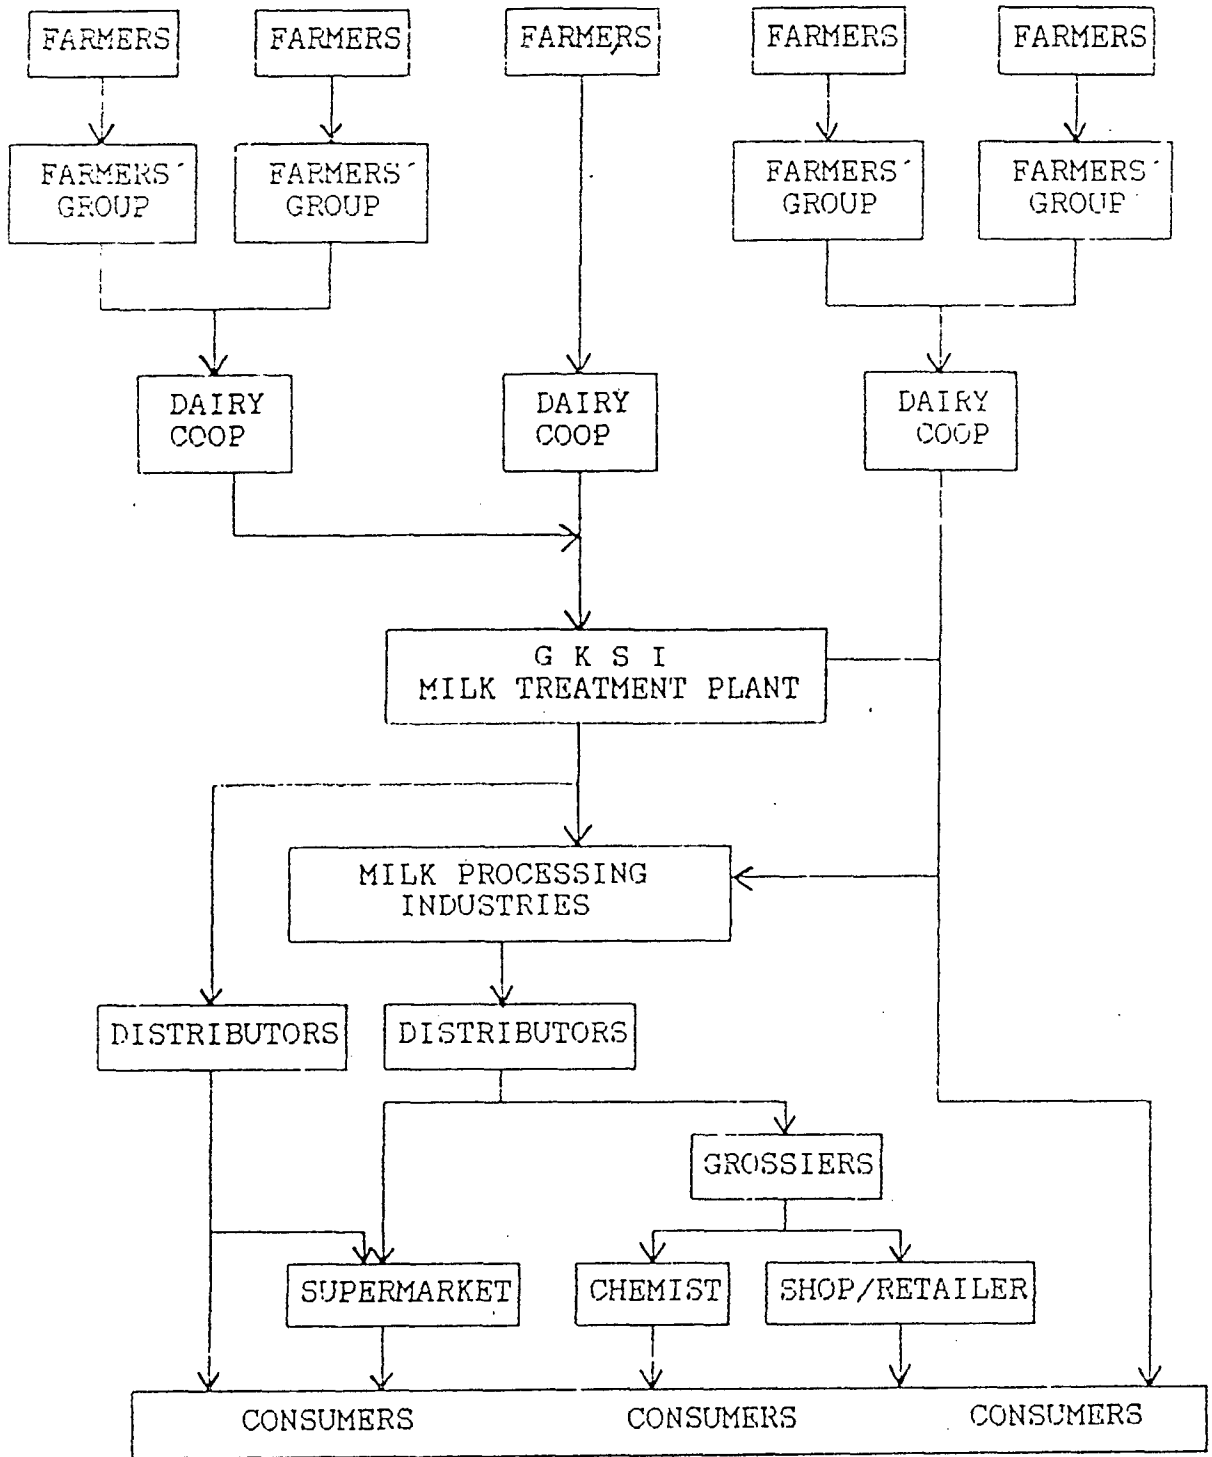 FARMERS
FARMERS
FARMERS
FARMERS
FARMERS
FARMERS´
GROUP
FARMERS´
GROUP
FARMERS´
GROUP
FARMERS´
GROUP
DAIRY
COOP
DAIRY
COOP
DAIRY
COOP
G K S I
MILK TREATMENT PLANT
MILK PROCESSING
INDUSTRIES
DISTRIBUTORS
DISTRIBUTORS
GROSSIERS
SUPERMARKET
CHEMIST
SHOP/RETAILER
CONSUMERS
CONSUMERS
CONSUMERS